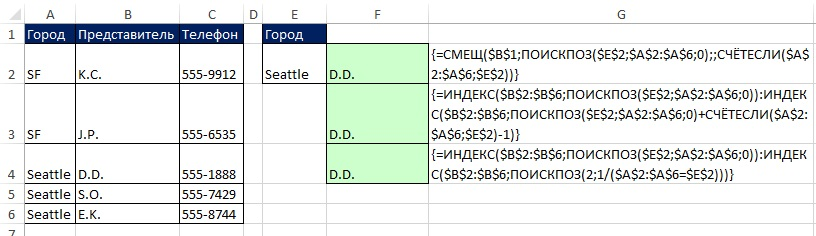 A B C D E F G
1 Город Представитель Телефон Город
{=СМЕЩ($B$1;ПОИСКПОЗ($E$2;$A$2:$A$6;0);;СЧЁТЕСЛИ($A$
2 SF K.C. 555-9912 Seattle D.D. 2:$A$6;$E$2))}
{=ИНДЕКС($B$2:$B$6;ПОИСКПОЗ($E$2;$A$2:$A$6;0)):ИНДЕК
С($B$2:$B$6;ПОИСКПОЗ($E$2;$A$2:$A$6;0)+СЧЁТЕСЛИ($A$2:
3 SF J.P. 555-6535 D.D. $A$6;$E$2)-1)}
{=ИНДЕКС($B$2:$B$6;ПОИСКПОЗ($E$2;$A$2:$A$6;0)):ИНДЕК
4 Seattle D.D. 555-1888 D.D. С($B$2:$B$6;ПОИСКПОЗ(2;1/($A$2:$A$6=$E$2)))}
5 Seattle S.O. 555-7429
6 Seattle E.K. 555-8744
7